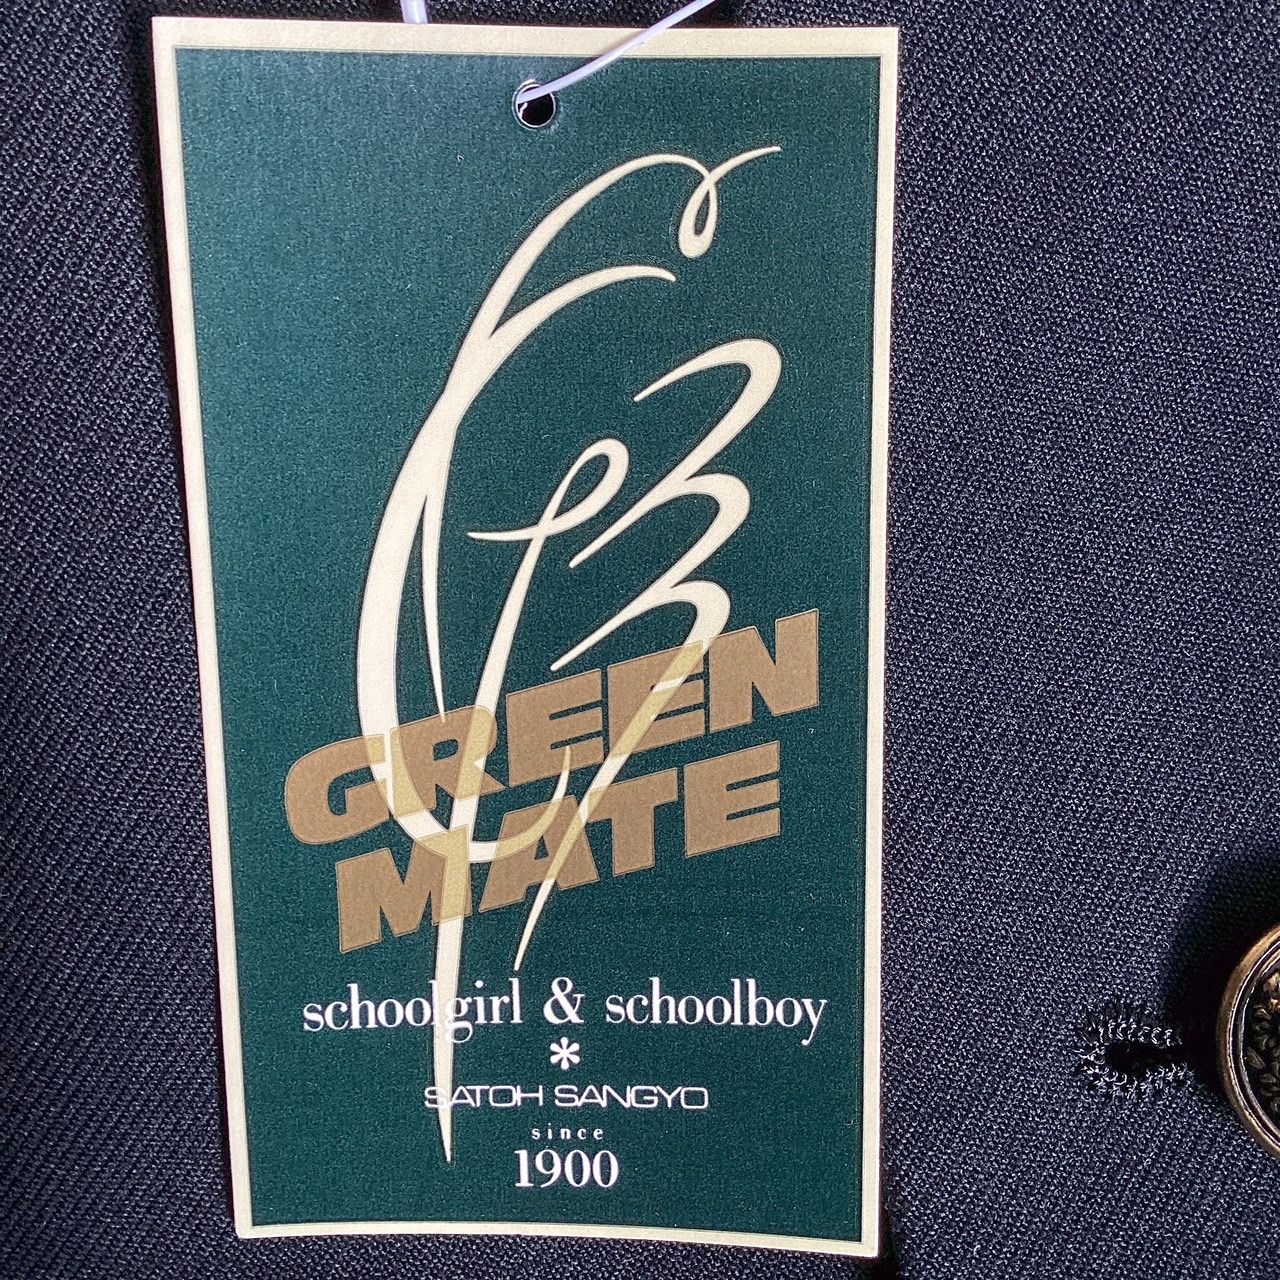 GREEN
MATE
schoolgirl & schoolboy
*
SATOH SANGYO
since
1900